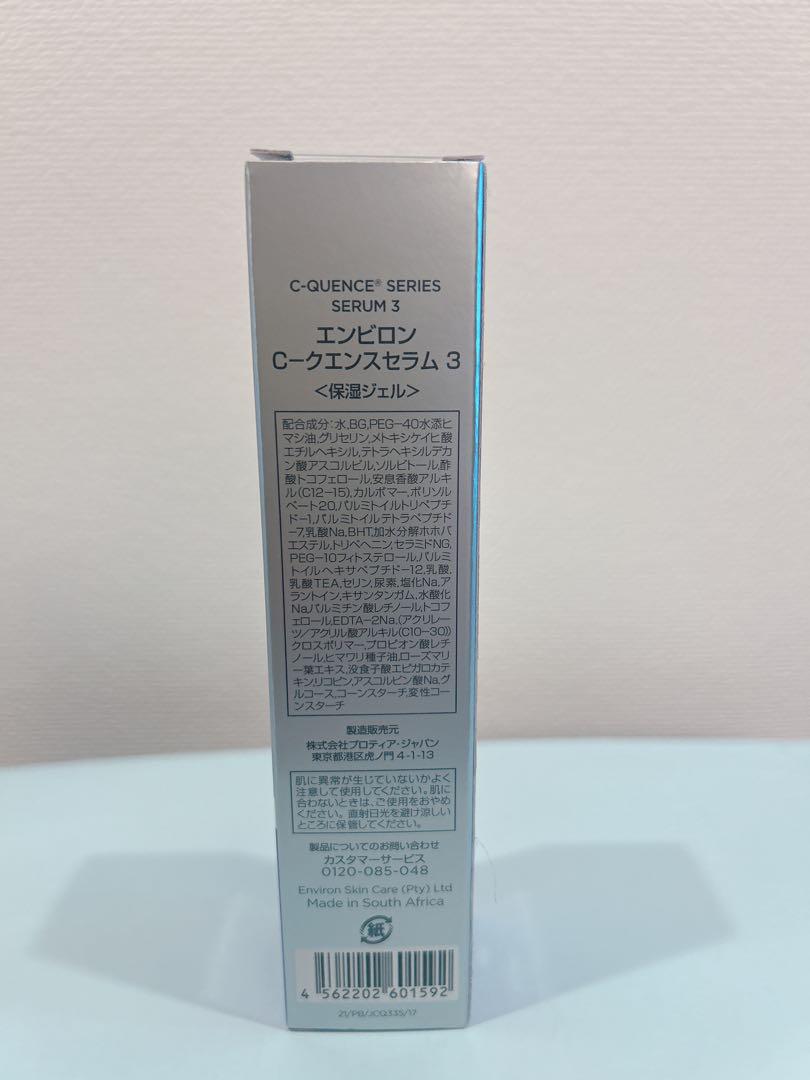 C-QUENCE® SERIES
SERUM 3
エンビロン
C-クエンスセラム 3
<保湿ジェル>
配合成分:水,BG,PEG-40水添ヒ
マシ油,グリセリン,メトキシケイヒ酸
エチルヘキシル,テトラヘキシルデカ
ン酸アスコルビル,ソルビトール,酢
酸トコフェロール,安息香酸アルキ
ル(C12-15),カルボマー,ポリソル
ベート20,パルミトイルトリペプチ
ド-1,パルミトイルテトラペプチド
-7,乳酸Na,BHT,加水分解ホホバ
エステル,トリベヘニン,セラミドNG,
PEG-10フィトステロール,パルミ
トイルヘキサペプチド-12,乳酸,
乳酸TEA,セリン,尿素,塩化Na,ア
ラントイン,キサンタンガム,水酸化
Na,パルミチン酸レチノール,トコフ
ェロール,EDTA-2Na,(アクリレー
ツ/アクリル酸アルキル(C10-30))
クロスポリマー,プロピオン酸レチ
ノール,ヒマワリ種子油,ローズマリ
ー葉エキス,没食子酸エピガロカテ
キン,リコピン,アスコルビン酸Na,グ
ルコース,コーンスターチ,変性コー
ンスターチ
製造販売元
株式会社プロティア・ジャパン
東京都港区虎ノ門 4-1-13
肌に異常が生じていないかよく
注意して使用してください。肌に
合わないときは、ご使用をおやめ
ください。直射日光を避け涼しい
ところに保管してください。
製品についてのお問い合わせ
カスタマーサービス
0120-085-048
Environ Skin Care (Pty) Ltd
Made in South Africa
紙
4 562202 601592
21/PB/JCQ33S/17